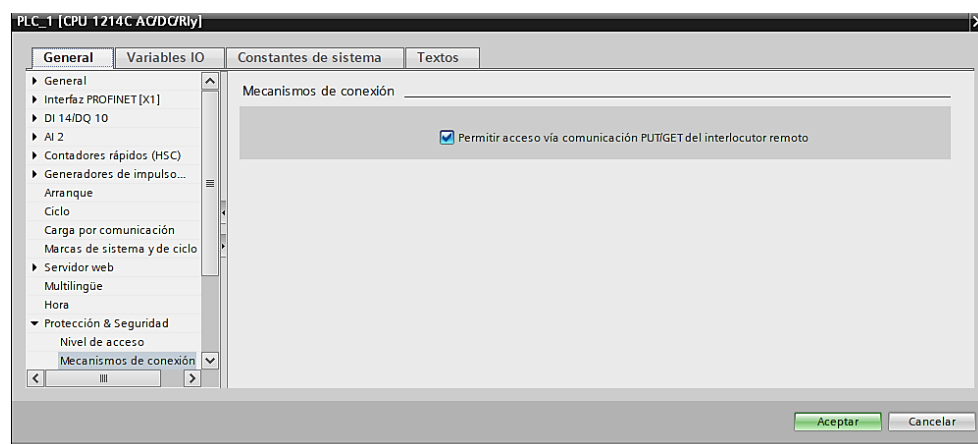 PLC_1 [CPU 1214C AC/DC/Rly]
General
Variables IO
Constantes de sistema
Textos
General
Interfaz PROFINET [X1]
DI 14/DQ 10
AI 2
Contadores rápidos (HSC)
Generadores de impulso...
Arranque
Ciclo
Carga por comunicación
Marcas de sistema y de ciclo
Servidor web
Multilingüe
Hora
Protección & Seguridad
Nivel de acceso
Mecanismos de conexión
Mecanismos de conexión
Permitir acceso vía comunicación PUT/GET del interlocutor remoto
Aceptar
Cancelar